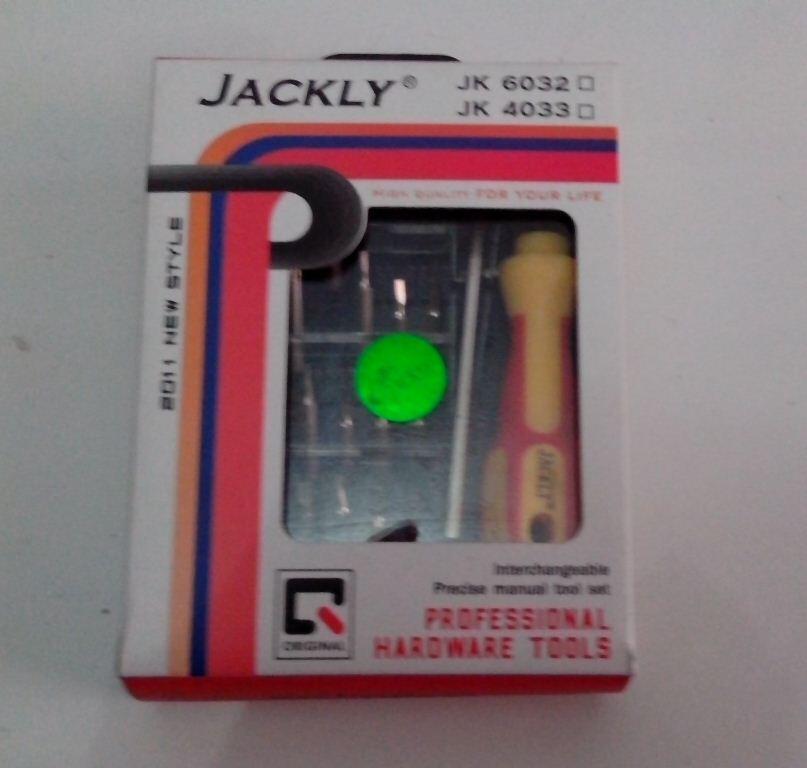 JACKLY®
JK 6032 □
JK 4033 □
HIGH QUALITY FOR YOUR LIFE
2011 NEW STYLE
JACKLY
Interchangeable
Precise manual tool set
PROFESSIONAL
HARDWARE TOOLS
ORIGINAL